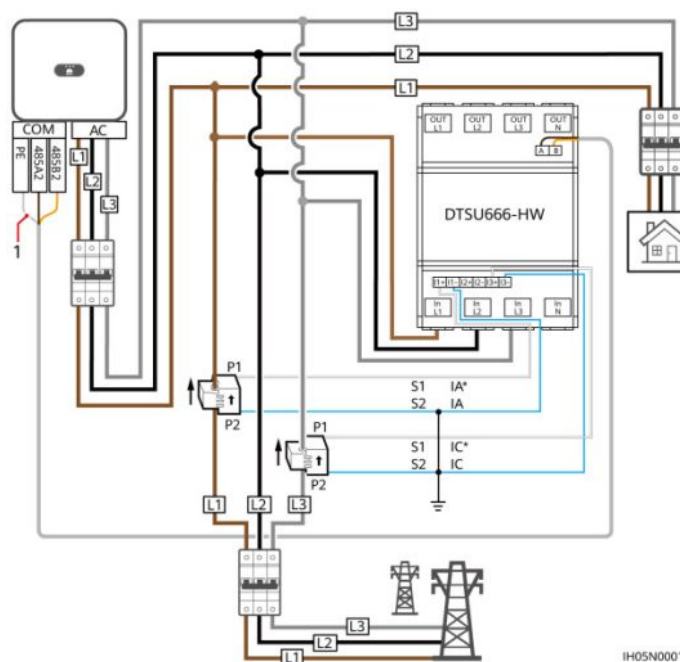 L3
L2
L1
COM
AC
PE
485A2
485B2
L1
L2
L3
1
OUT L1
OUT L2
OUT L3
OUT N
A B
DTSU666-HW
I1+ I1- I2+ I2- I3+ I3-
In L1
In L2
In L3
In N
P1
P2
S1 IA*
S2 IA
P1
P2
S1 IC*
S2 IC
L1
L2
L3
L3
L2
L1